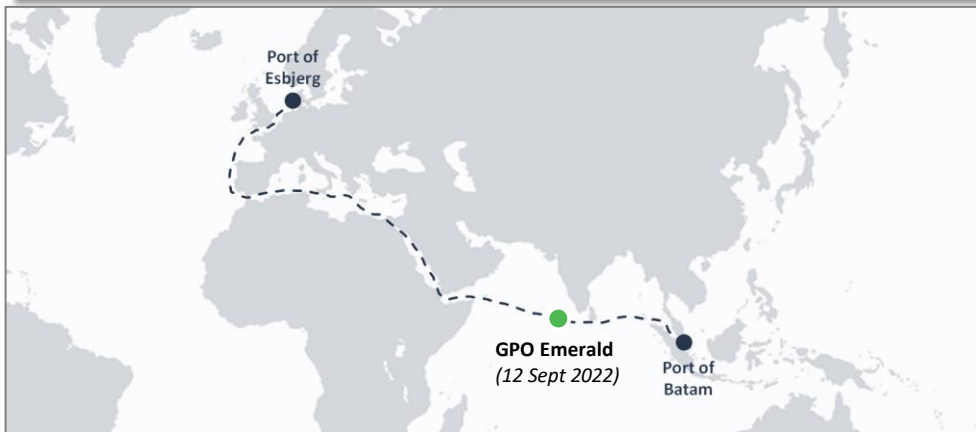 Port of
Esbjerg
GPO Emerald
(12 Sept 2022)
Port of
Batam